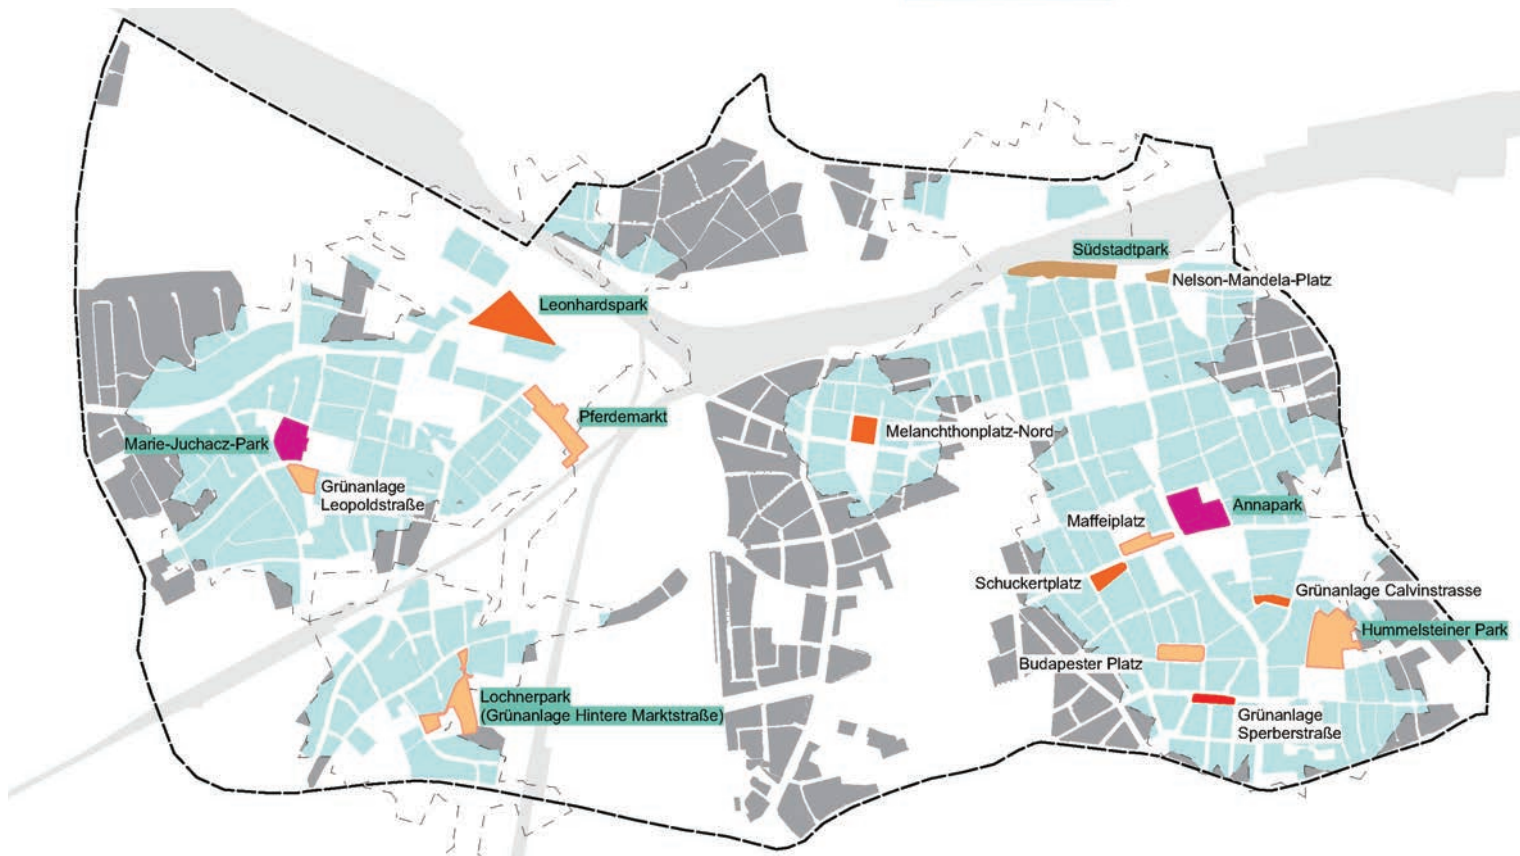 Südstadtpark
Nelson-Mandela-Platz
Leonhardspark
Pferdemarkt
Melanchthonplatz-Nord
Marie-Juchacz-Park
Grünanlage
Leopoldstraße
Annapark
Maffeiplatz
Schuckertplatz
Grünanlage Calvinstrasse
Hummelsteiner Park
Budapester Platz
Lochnerpark
(Grünanlage Hintere Marktstraße)
Grünanlage
Sperberstraße